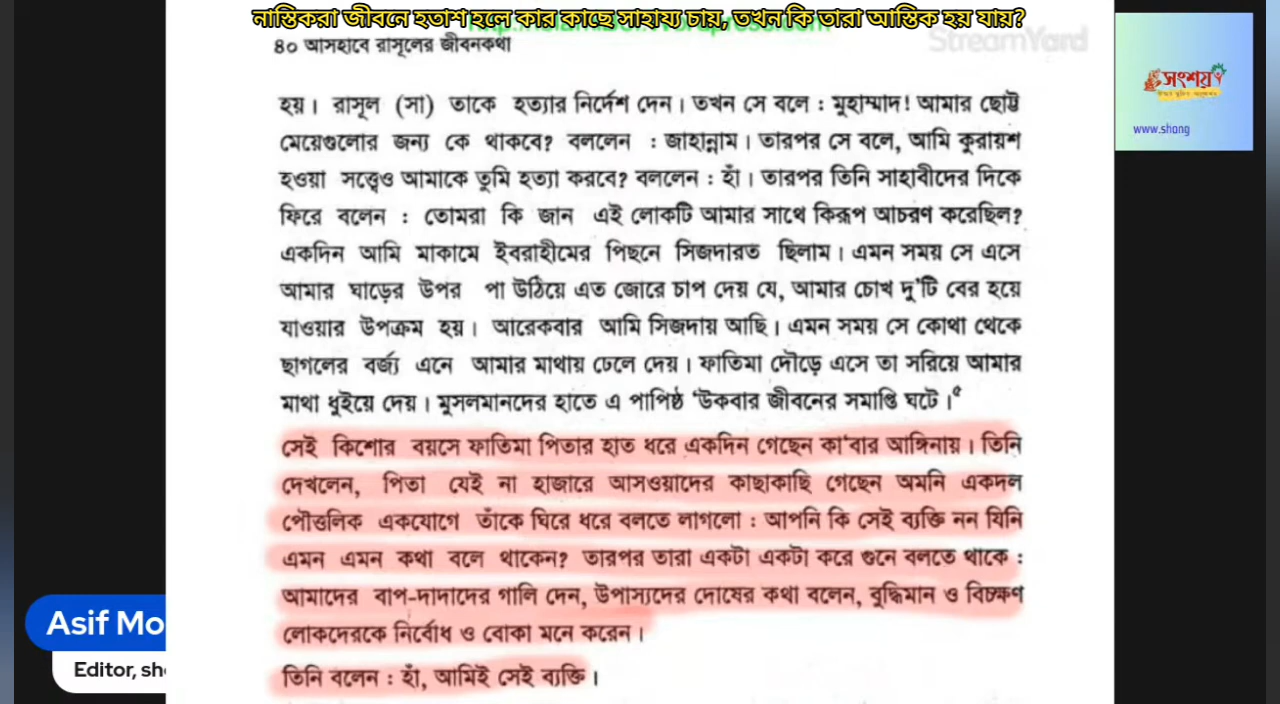 নাস্তিকরা জীবনে হতাশ হলে কার কাছে সাহায্য চায়, তখন কি তারা আস্তিক হয় যায়?
StreamYard
৪০ আসহাবে রাসূলের জীবনকথা
সংশয়
www.shong
হয়। রাসূল (সা) তাকে হত্যার নির্দেশ দেন। তখন সে বলে : মুহাম্মাদ! আমার ছোট্ট
মেয়েগুলোর জন্য কে থাকবে? বললেন : জাহান্নাম। তারপর সে বলে, আমি কুরায়শ
হওয়া সত্ত্বেও আমাকে তুমি হত্যা করবে? বললেন : হাঁ। তারপর তিনি সাহাবীদের দিকে
ফিরে বলেন : তোমরা কি জান এই লোকটি আমার সাথে কিরূপ আচরণ করেছিল?
একদিন আমি মাকামে ইবরাহীমের পিছনে সিজদারত ছিলাম। এমন সময় সে এসে
আমার ঘাড়ের উপর পা উঠিয়ে এত জোরে চাপ দেয় যে, আমার চোখ দু'টি বের হয়ে
যাওয়ার উপক্রম হয়। আরেকবার আমি সিজদায় আছি। এমন সময় সে কোথা থেকে
ছাগলের বর্জ্য এনে আমার মাথায় ঢেলে দেয়। ফাতিমা দৌড়ে এসে তা সরিয়ে আমার
মাথা ধুইয়ে দেয়। মুসলমানদের হাতে এ পাপিষ্ঠ 'উকবার জীবনের সমাপ্তি ঘটে।৫
সেই কিশোর বয়সে ফাতিমা পিতার হাত ধরে একদিন গেছেন কা'বার আঙ্গিনায়। তিনি
দেখলেন, পিতা যেই না হাজারে আসওয়াদের কাছাকাছি গেছেন অমনি একদল
পৌত্তলিক একযোগে তাঁকে ঘিরে ধরে বলতে লাগলো : আপনি কি সেই ব্যক্তি নন যিনি
এমন এমন কথা বলে থাকেন? তারপর তারা একটা একটা করে গুনে বলতে থাকে :
আমাদের বাপ-দাদাদের গালি দেন, উপাস্যদের দোষের কথা বলেন, বুদ্ধিমান ও বিচক্ষণ
লোকদেরকে নির্বোধ ও বোকা মনে করেন।
তিনি বলেন : হাঁ, আমিই সেই ব্যক্তি।
Asif Mo
Editor, sh